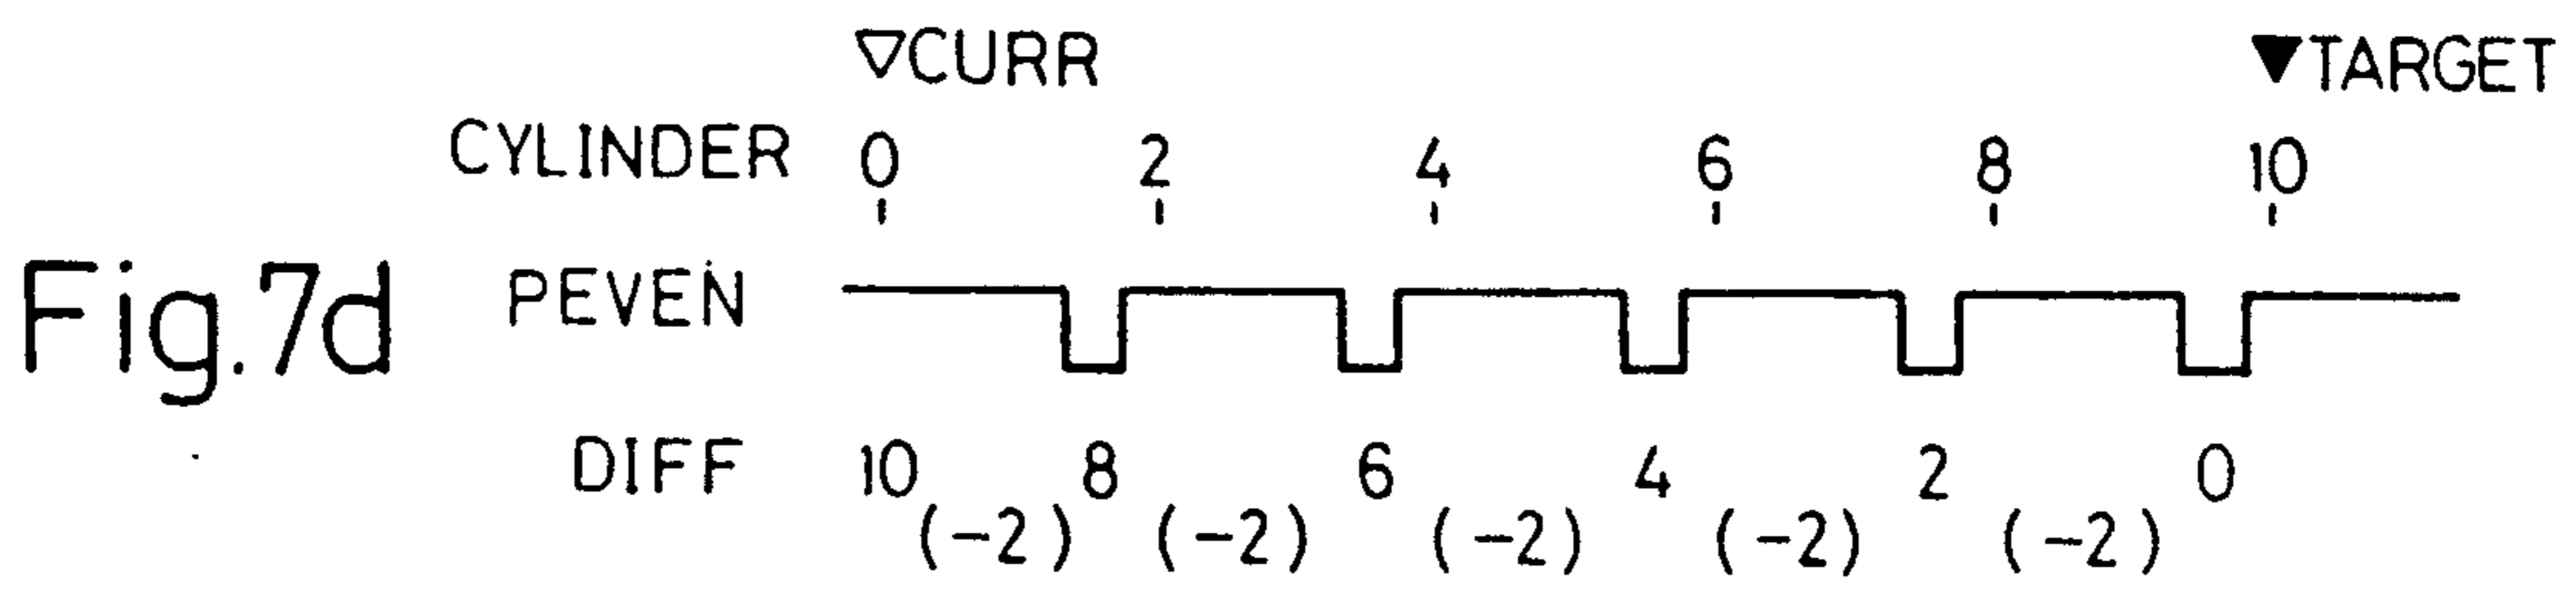 ▽CURR ▼TARGET
CYLINDER 0 2 4 6 8 10
Fig.7d PEVEN
DIFF 10 8 6 4 2 0
(-2) (-2) (-2) (-2) (-2)